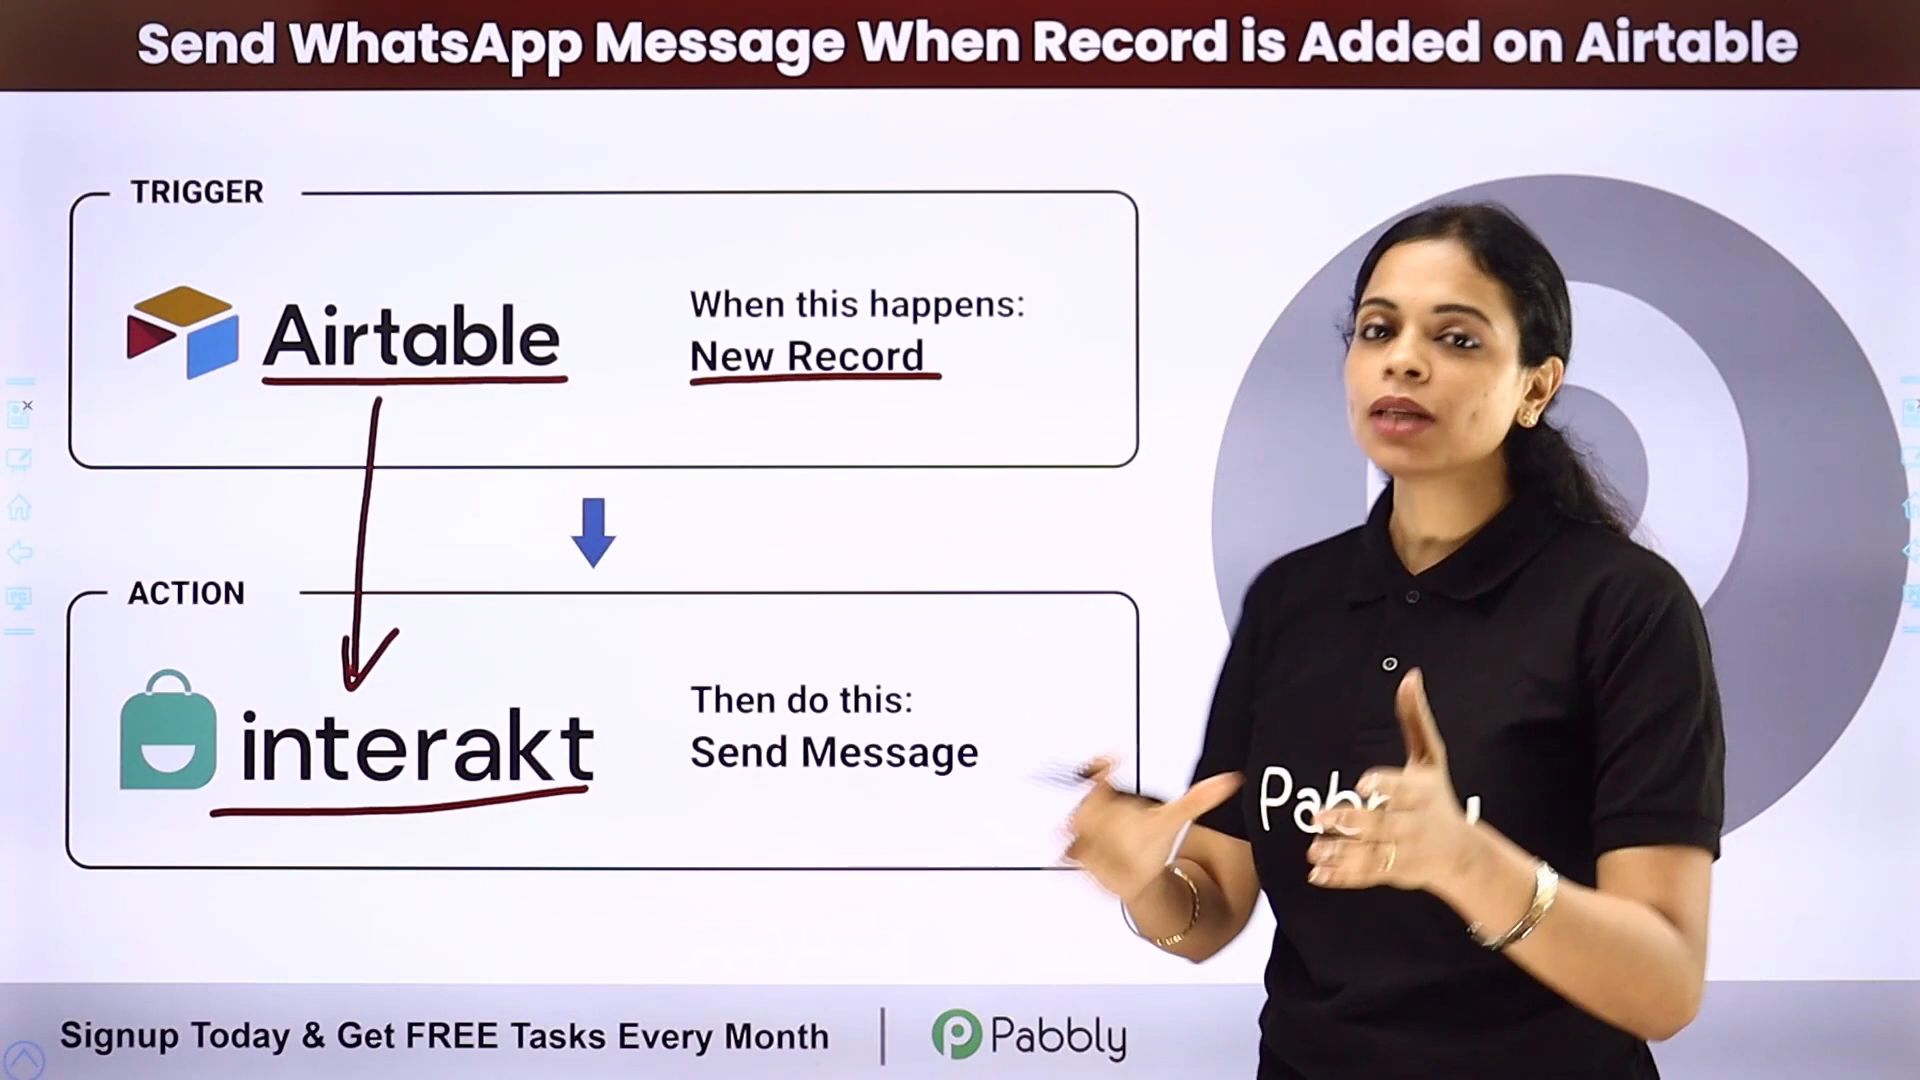 Send WhatsApp Message When Record is Added on Airtable
TRIGGER
Airtable
When this happens:
New Record
ACTION
interakt
Then do this:
Send Message
Signup Today & Get FREE Tasks Every Month
Pabbly